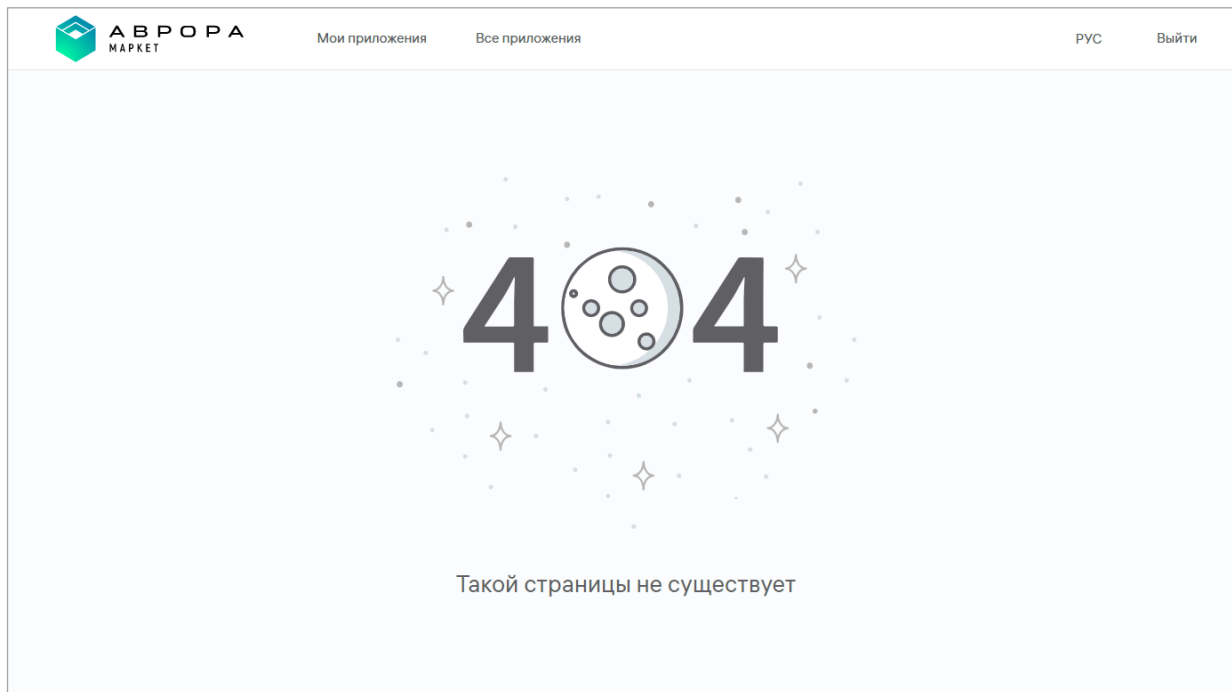 АВРОРА
МАРКЕТ
Мои приложения
Все приложения
РУС
Выйти
404
Такой страницы не существует